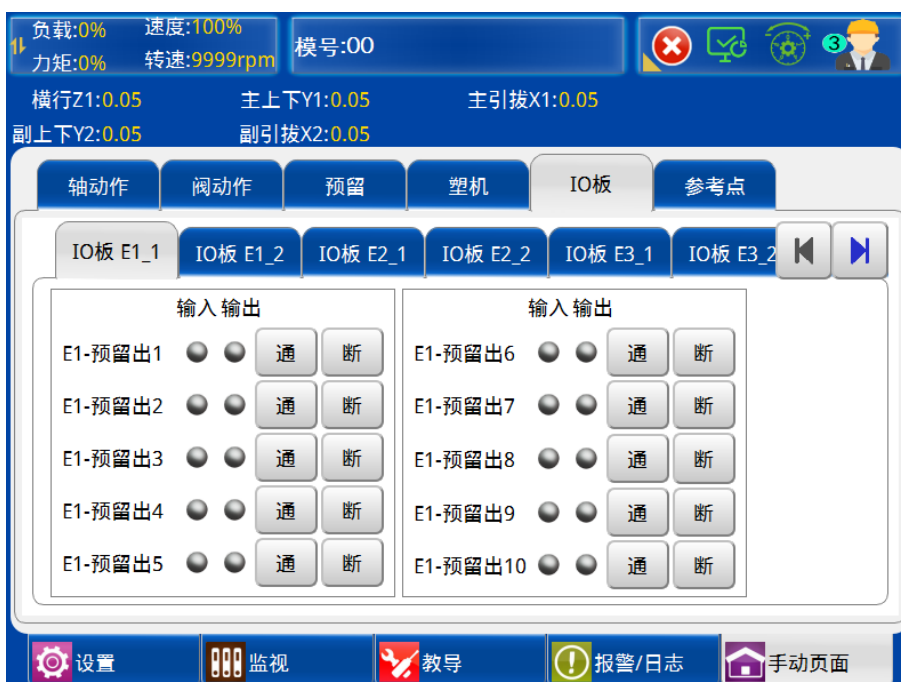 负载:0% 速度:100%
模号:00
力矩:0% 转速:9999rpm
3
横行Z1:0.05 主上下Y1:0.05 主引拔X1:0.05
副上下Y2:0.05 副引拔X2:0.05
轴动作 阀动作 预留 塑机 IO板 参考点
IO板 E1_1 IO板 E1_2 IO板 E2_1 IO板 E2_2 IO板 E3_1 IO板 E3_2
输入 输出 输入 输出
E1-预留出1 通 断 E1-预留出6 通 断
E1-预留出2 通 断 E1-预留出7 通 断
E1-预留出3 通 断 E1-预留出8 通 断
E1-预留出4 通 断 E1-预留出9 通 断
E1-预留出5 通 断 E1-预留出10 通 断
设置 监视 教导 报警/日志 手动页面